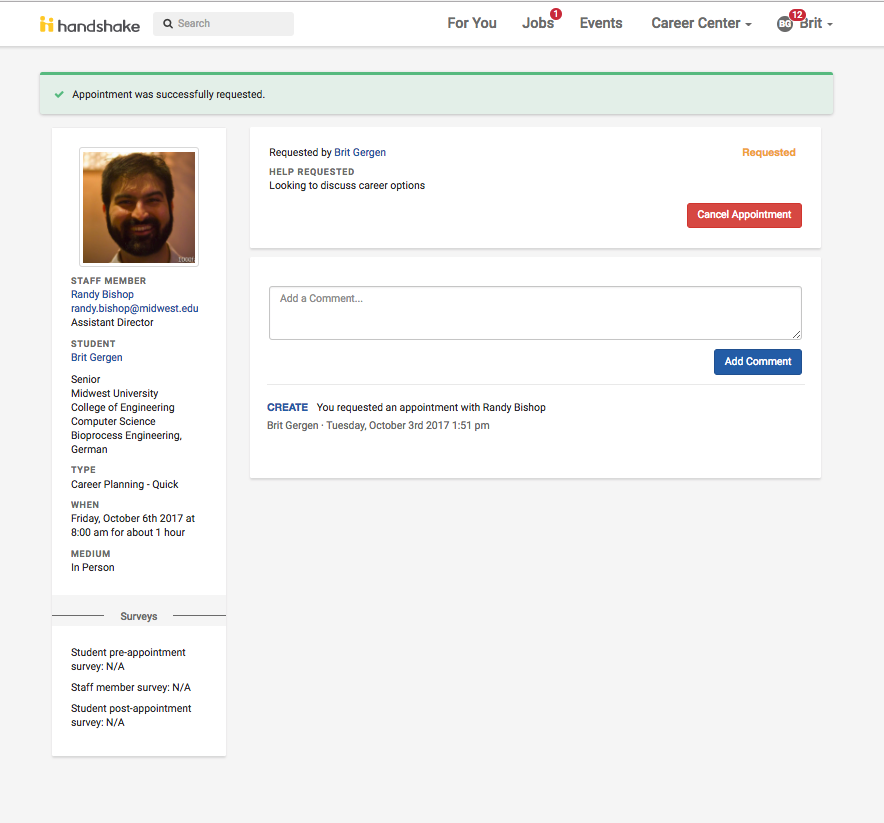 handshake
Search
For You
Jobs
1
Events
Career Center
BG
12
Brit
Appointment was successfully requested.
STAFF MEMBER
Randy Bishop
randy.bishop@midwest.edu
Assistant Director
STUDENT
Brit Gergen
Senior
Midwest University
College of Engineering
Computer Science
Bioprocess Engineering,
German
TYPE
Career Planning - Quick
WHEN
Friday, October 6th 2017 at
8:00 am for about 1 hour
MEDIUM
In Person
Surveys
Student pre-appointment
survey: N/A
Staff member survey: N/A
Student post-appointment
survey: N/A
Requested by Brit Gergen
Requested
HELP REQUESTED
Looking to discuss career options
Cancel Appointment
Add a Comment...
Add Comment
CREATE You requested an appointment with Randy Bishop
Brit Gergen · Tuesday, October 3rd 2017 1:51 pm